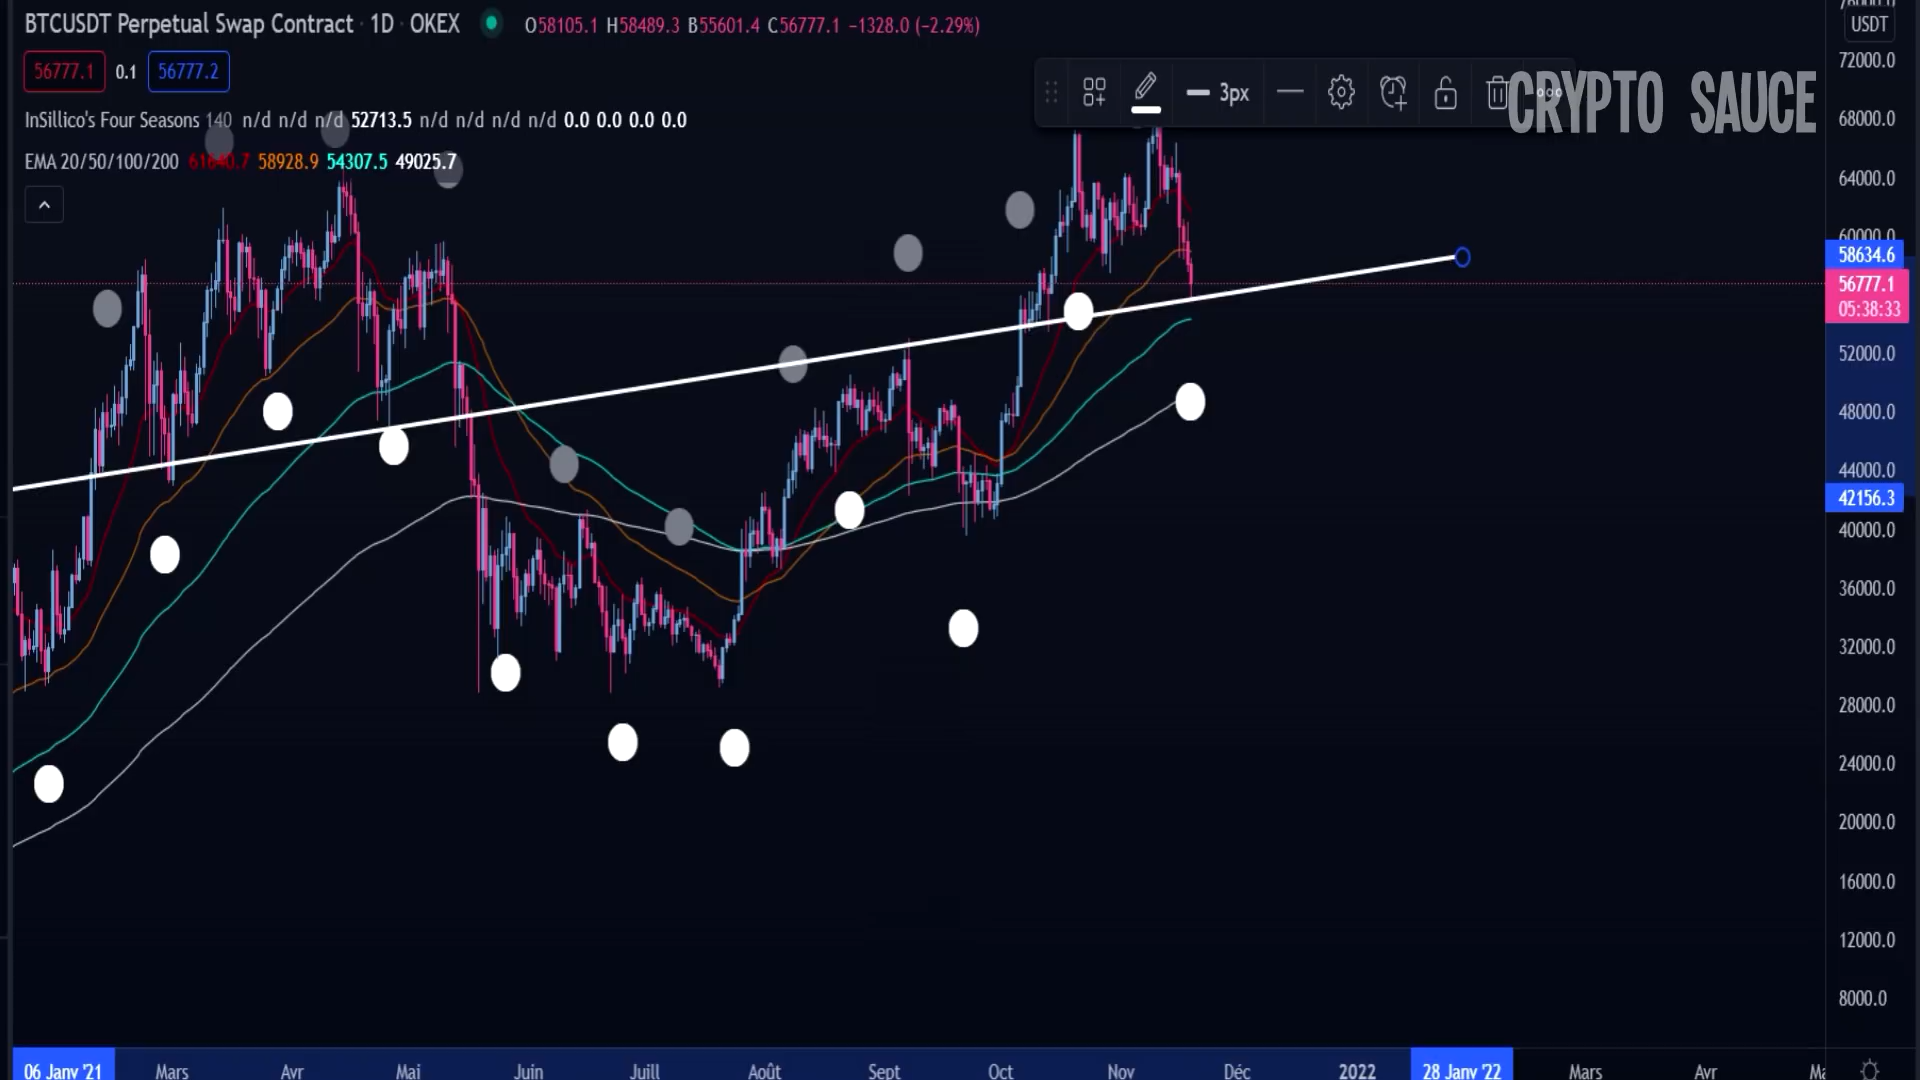 BTCUSDT Perpetual Swap Contract · 1D · OKEX O58105.1 H58489.3 B55601.4 C56777.1 −1328.0 (−2.29%)
56777.1 0.1 56777.2
InSillico's Four Seasons 140 n/d n/d n/d 52713.5 n/d n/d n/d n/d 0.0 0.0 0.0 0.0
EMA 20/50/100/200 61640.7 58928.9 54307.5 49025.7
3px
CRYPTO SAUCE
USDT
72000.0
68000.0
64000.0
60000.0
58634.6
56777.1
05:38:33
52000.0
48000.0
44000.0
42156.3
40000.0
36000.0
32000.0
28000.0
24000.0
20000.0
16000.0
12000.0
8000.0
06 Janv '21 Mars Avr Mai Juin Juill Août Sept Oct Nov Déc 2022 28 Janv '22 Mars Avr